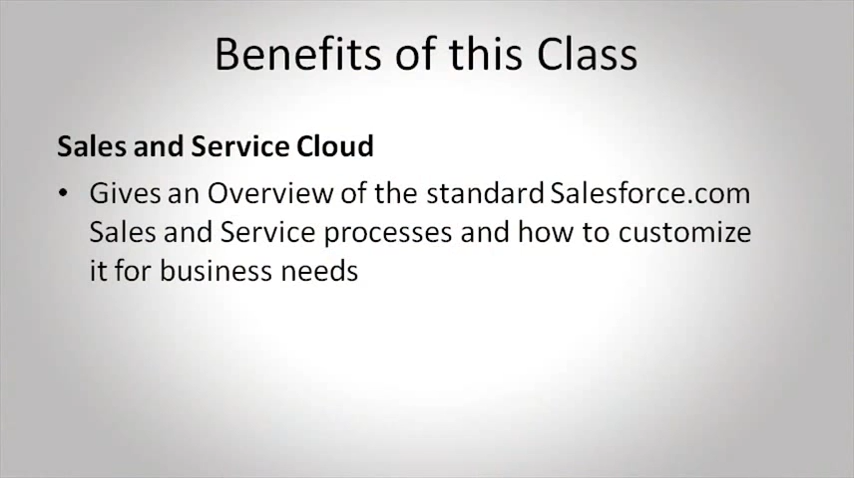 Benefits of this Class
Sales and Service Cloud
• Gives an Overview of the standard Salesforce.com
Sales and Service processes and how to customize
it for business needs